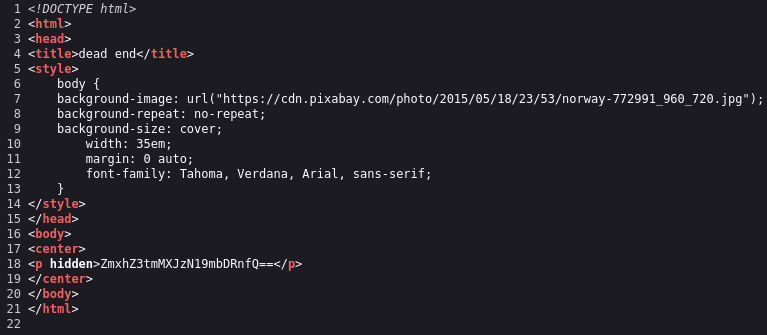 1 <!DOCTYPE html>
2 <html>
3 <head>
4 <title>dead end</title>
5 <style>
6     body {
7     background-image: url("https://cdn.pixabay.com/photo/2015/05/18/23/53/norway-772991_960_720.jpg");
8     background-repeat: no-repeat;
9     background-size: cover;
10         width: 35em;
11         margin: 0 auto;
12         font-family: Tahoma, Verdana, Arial, sans-serif;
13     }
14 </style>
15 </head>
16 <body>
17 <center>
18 <p hidden>ZmxhZ3tmMXJzN19mbDRnfQ==</p>
19 </center>
20 </body>
21 </html>
22